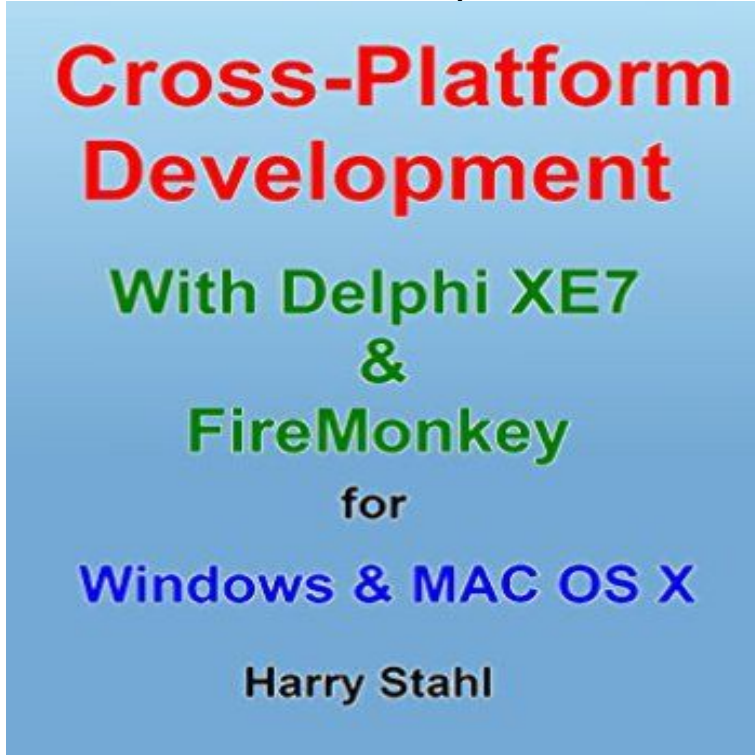 Cross-Platform
Development
With Delphi XE7
&
FireMonkey
for
Windows & MAC OS X
Harry Stahl